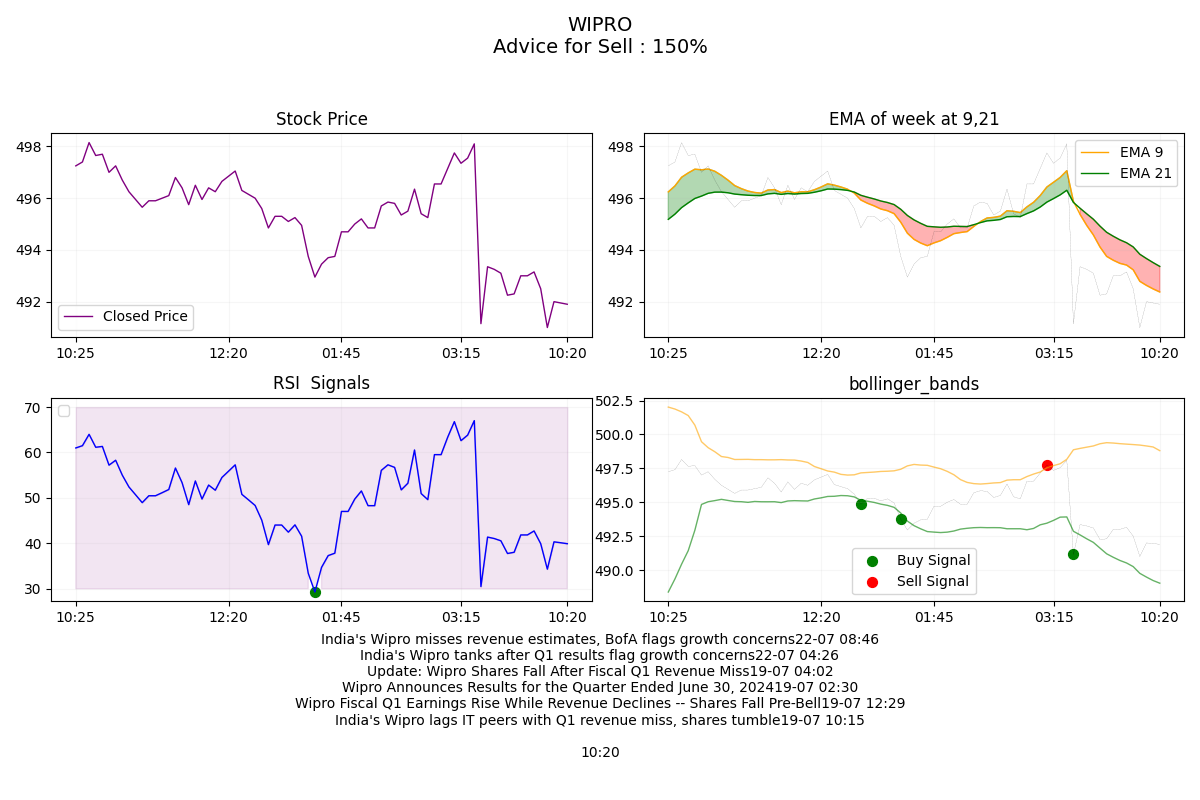 WIPRO
Advice for Sell : 150%
Stock Price
498
496
494
492
Closed Price
10:25
12:20
01:45
03:15
10:20
EMA of week at 9,21
498
496
494
492
EMA 9
EMA 21
10:25
12:20
01:45
03:15
10:20
RSI  Signals
70
60
50
40
30
10:25
12:20
01:45
03:15
10:20
bollinger_bands
502.5
500.0
497.5
495.0
492.5
490.0
Buy Signal
Sell Signal
10:25
12:20
01:45
03:15
10:20
India's Wipro misses revenue estimates, BofA flags growth concerns22-07 08:46
India's Wipro tanks after Q1 results flag growth concerns22-07 04:26
Update: Wipro Shares Fall After Fiscal Q1 Revenue Miss19-07 04:02
Wipro Announces Results for the Quarter Ended June 30, 202419-07 02:30
Wipro Fiscal Q1 Earnings Rise While Revenue Declines -- Shares Fall Pre-Bell19-07 12:29
India's Wipro lags IT peers with Q1 revenue miss, shares tumble19-07 10:15
10:20